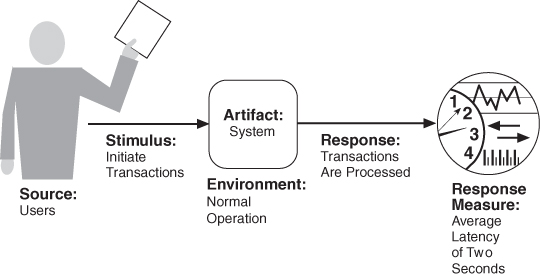 Source:
Users
Stimulus:
Initiate
Transactions
Artifact:
System
Environment:
Normal
Operation
Response:
Transactions
Are Processed
1
2
3
4
Response
Measure:
Average
Latency
of Two
Seconds